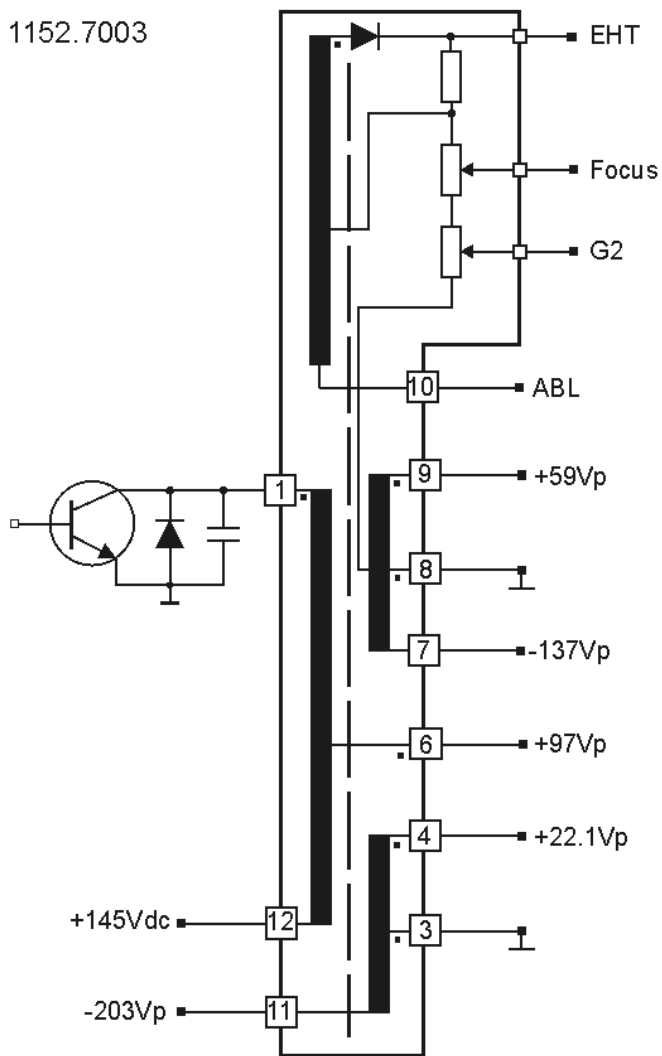 1152.7003
EHT
Focus
G2
10 ABL
9 +59Vp
1
8
7 -137Vp
6 +97Vp
4 +22.1Vp
+145Vdc 12
3
-203Vp 11